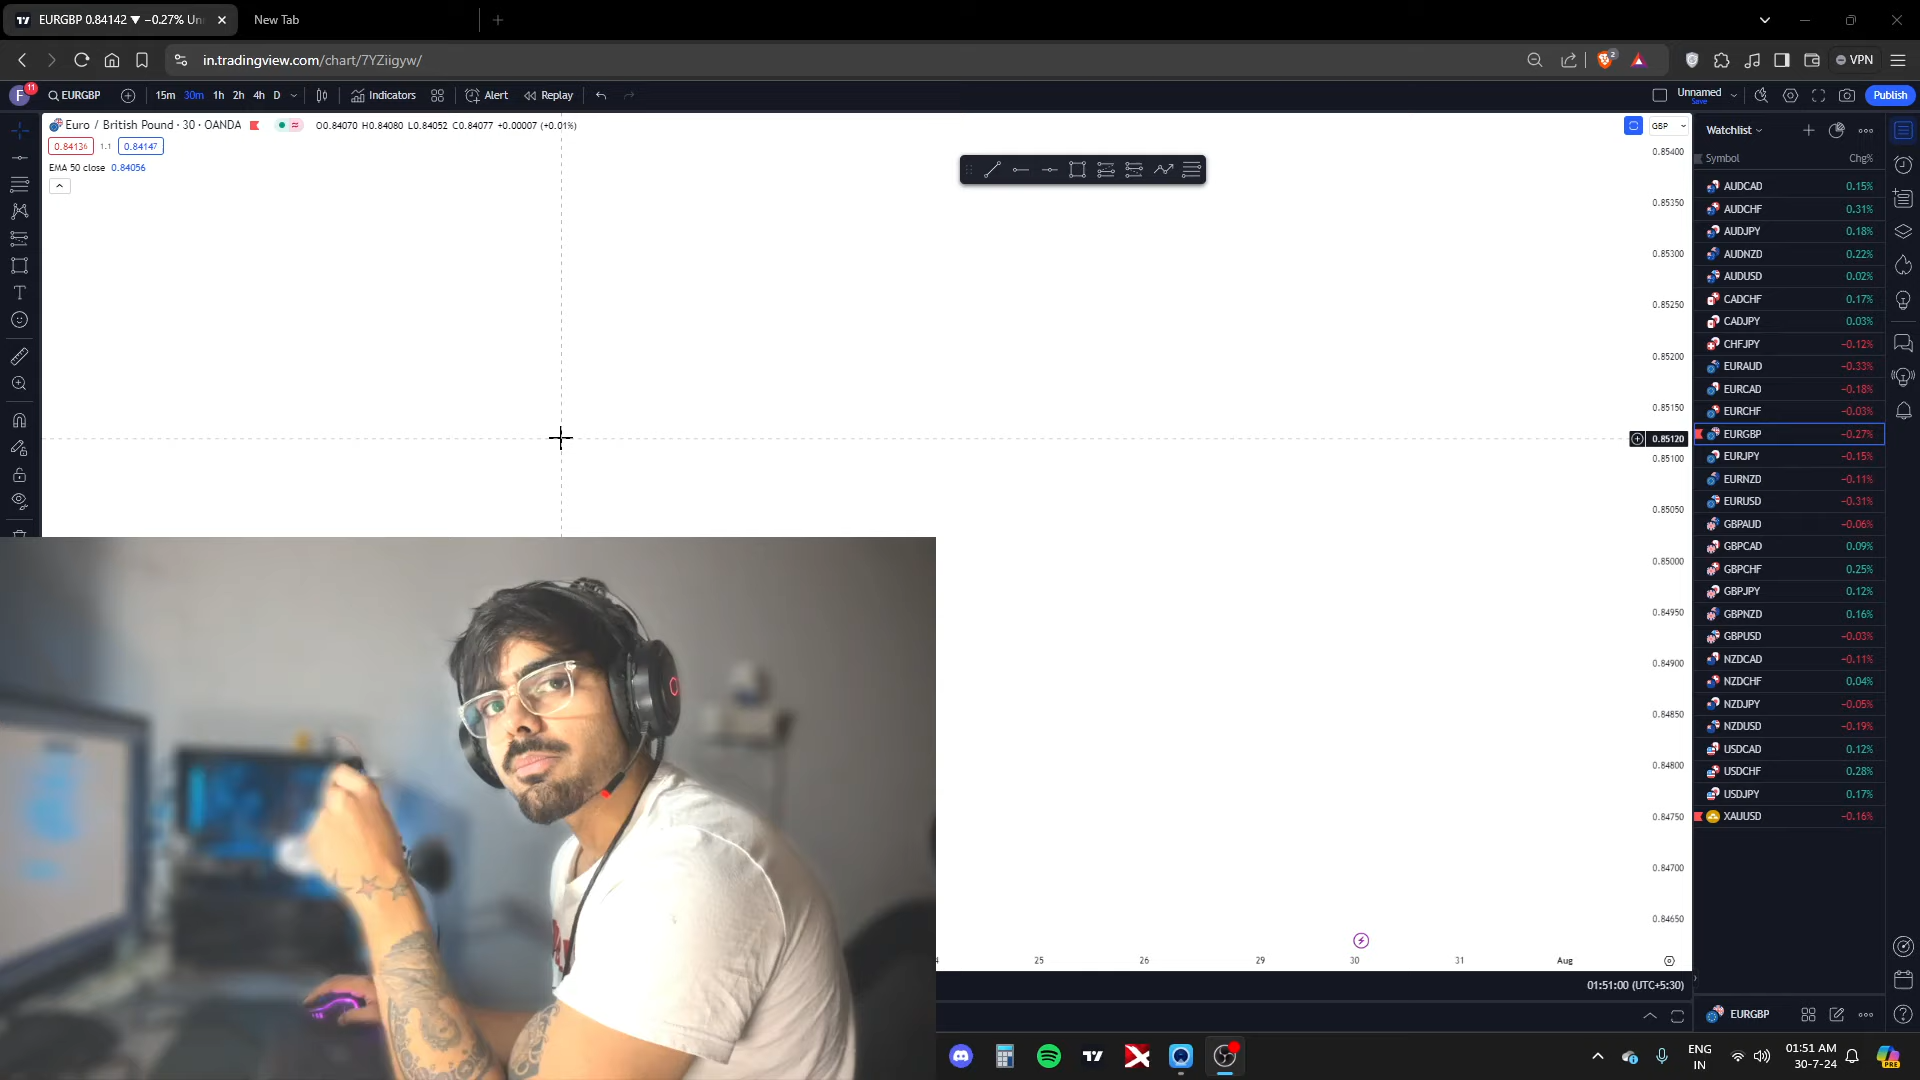 EURGBP 0.84142 ▼ −0.27% Un
New Tab
in.tradingview.com/chart/7YZiigyw/
2
VPN
F
11
EURGBP
15m 30m 1h 2h 4h D
Indicators
Alert
Replay
Unnamed
Save
Publish
Euro / British Pound · 30 · OANDA
O0.84070 H0.84080 L0.84052 C0.84077 +0.00007 (+0.01%)
0.84136 1.1 0.84147
EMA 50 close 0.84056
GBP
0.85400
0.85350
0.85300
0.85250
0.85200
0.85150
0.85120
0.85100
0.85050
0.85000
0.84950
0.84900
0.84850
0.84800
0.84750
0.84700
0.84650
25 26 29 30 31 Aug
01:51:00 (UTC+5:30)
Watchlist
Symbol Chg%
AUDCAD 0.15%
AUDCHF 0.31%
AUDJPY 0.18%
AUDNZD 0.22%
AUDUSD 0.02%
CADCHF 0.17%
CADJPY 0.03%
CHFJPY −0.12%
EURAUD −0.33%
EURCAD −0.18%
EURCHF −0.03%
EURGBP −0.27%
EURJPY −0.15%
EURNZD −0.11%
EURUSD −0.31%
GBPAUD −0.06%
GBPCAD 0.09%
GBPCHF 0.25%
GBPJPY 0.12%
GBPNZD 0.16%
GBPUSD −0.03%
NZDCAD −0.11%
NZDCHF 0.04%
NZDJPY −0.05%
NZDUSD −0.19%
USDCAD 0.12%
USDCHF 0.28%
USDJPY 0.17%
XAUUSD −0.16%
EURGBP
ENG
IN
01:51 AM
30-7-24
PRE